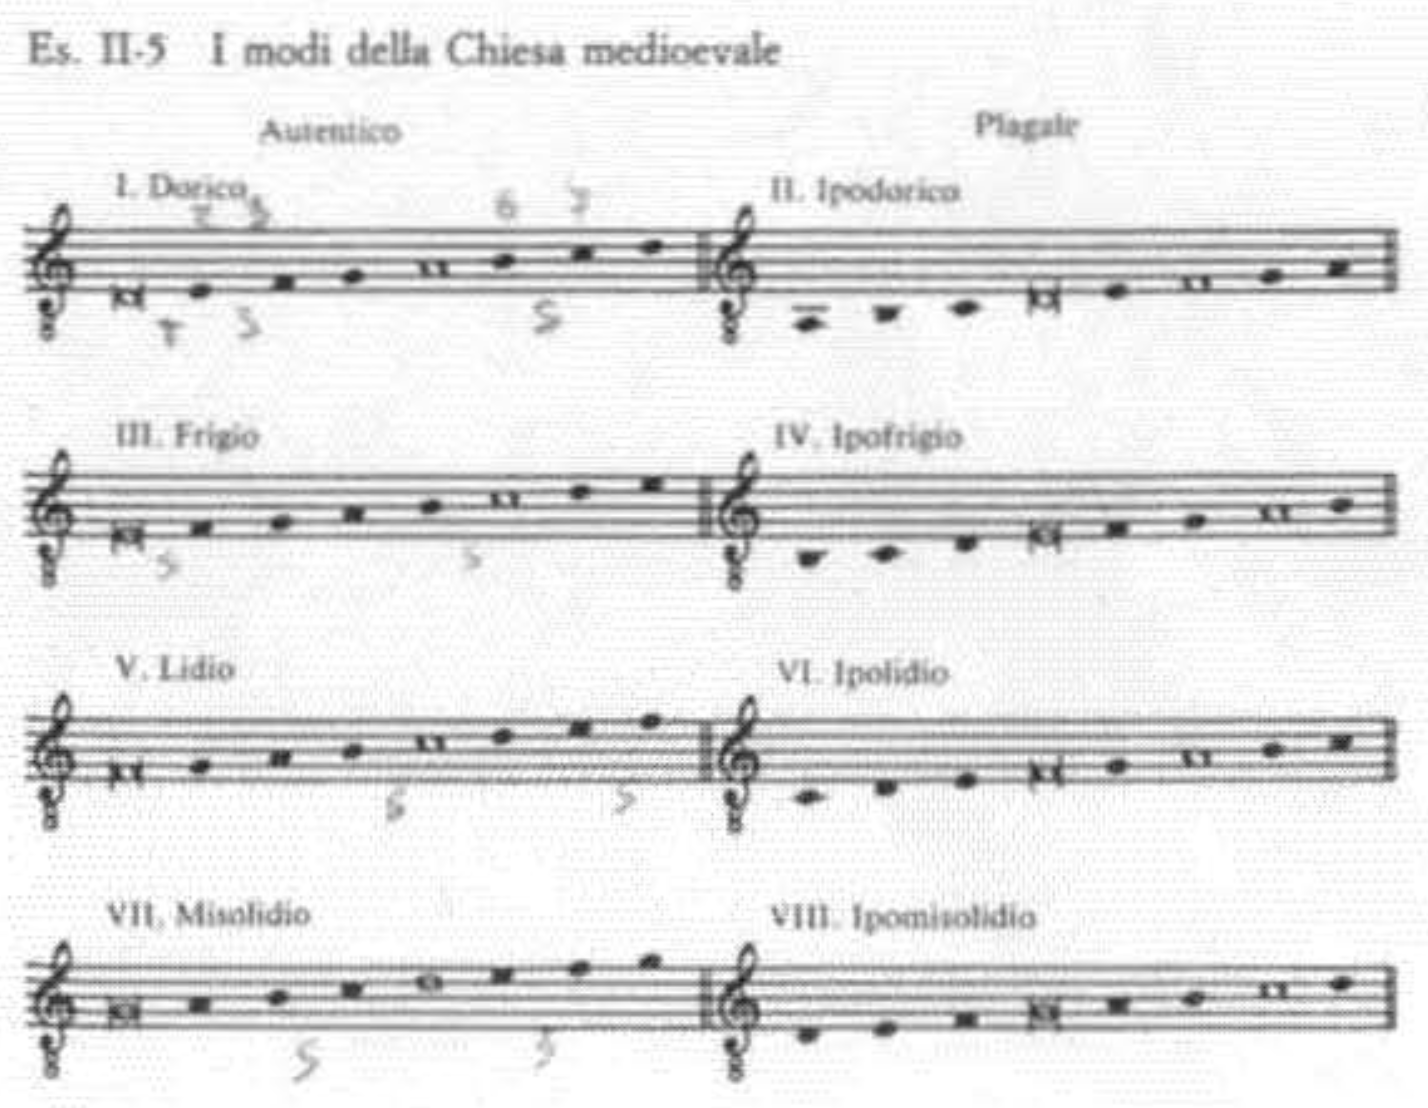 Es. II-5 I modi della Chiesa medioevale
Autentico Plagale
I. Dorico II. Ipodorico
III. Frigio IV. Ipofrigio
V. Lidio VI. Ipolidio
VII. Misolidio VIII. Ipomisolidio